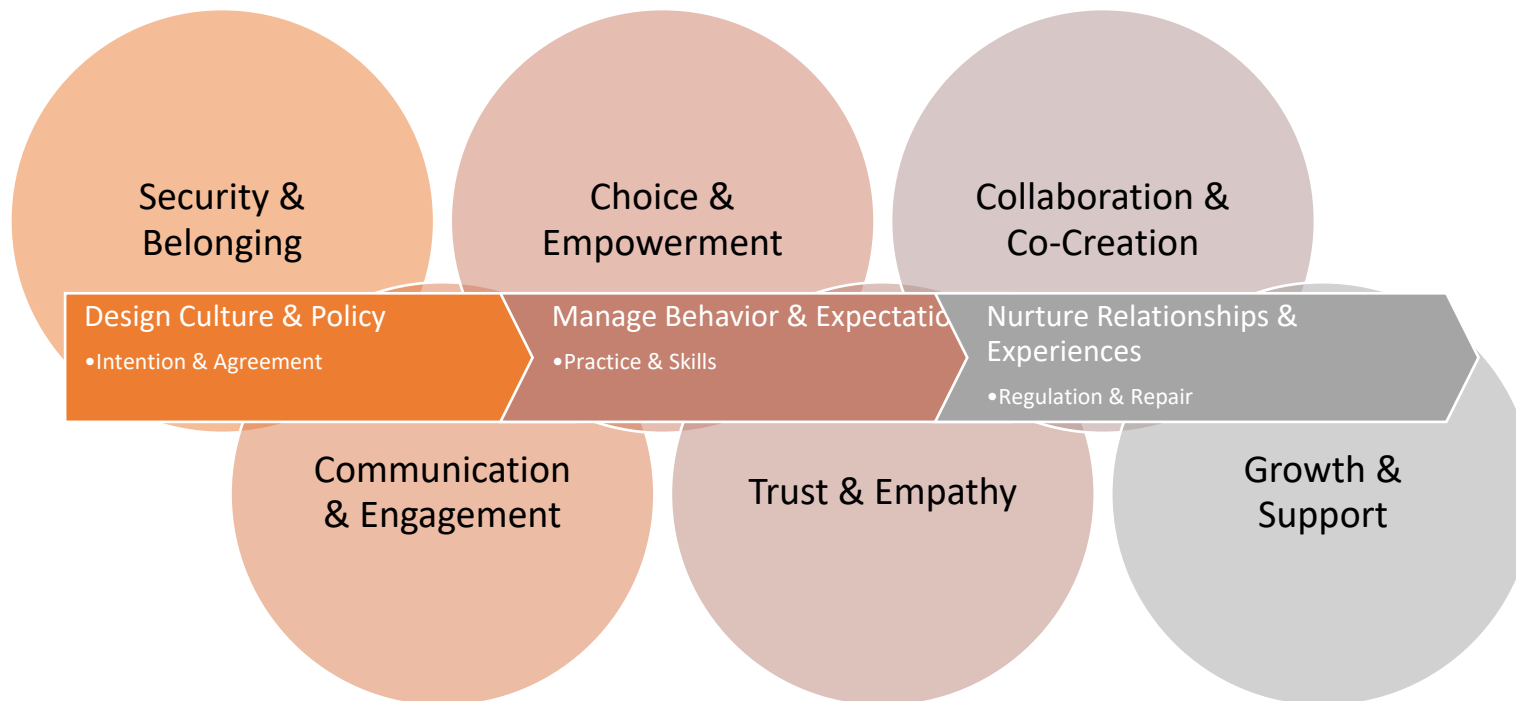 Security &
Belonging
Choice &
Empowerment
Collaboration &
Co-Creation
Design Culture & Policy
•Intention & Agreement
Manage Behavior & Expectatio
•Practice & Skills
Nurture Relationships &
Experiences
•Regulation & Repair
Communication
& Engagement
Trust & Empathy
Growth &
Support